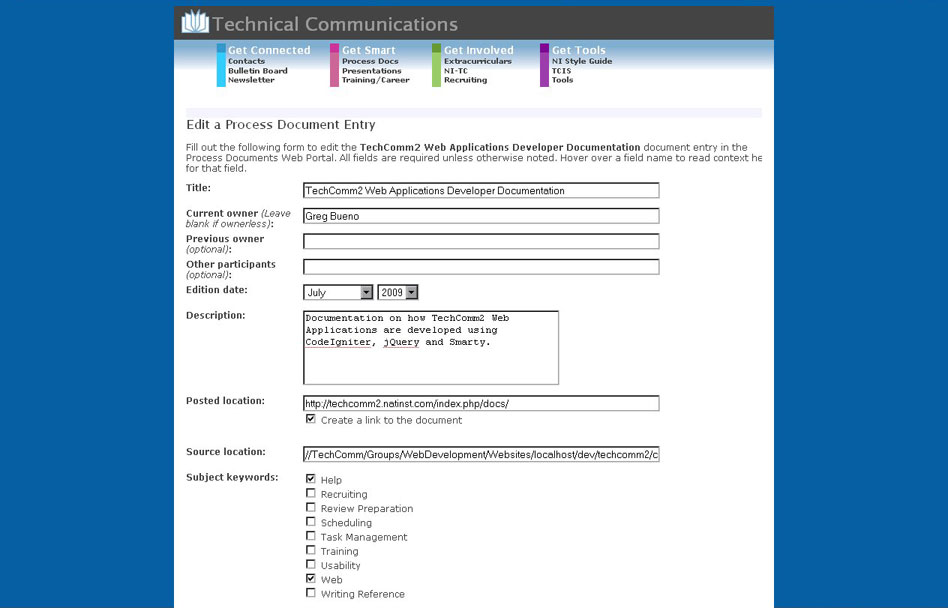 Technical Communications
Get Connected Get Smart Get Involved Get Tools
Contacts Process Docs Extracurriculars NI Style Guide
Bulletin Board Presentations NI-TC TCIS
Newsletter Training/Career Recruiting Tools
Edit a Process Document Entry
Fill out the following form to edit the TechComm2 Web Applications Developer Documentation document entry in the
Process Documents Web Portal. All fields are required unless otherwise noted. Hover over a field name to read context he
for that field.
Title: TechComm2 Web Applications Developer Documentation
Current owner (Leave
blank if ownerless): Greg Bueno
Previous owner
(optional):
Other participants
(optional):
Edition date: July 2009
Description: Documentation on how TechComm2 Web
Applications are developed using
CodeIgniter, jQuery and Smarty.
Posted location: http://techcomm2.natinst.com/index.php/docs/
Create a link to the document
Source location: //TechComm/Groups/WebDevelopment/Websites/localhost/dev/techcomm2/c
Subject keywords: Help
Recruiting
Review Preparation
Scheduling
Task Management
Training
Usability
Web
Writing Reference